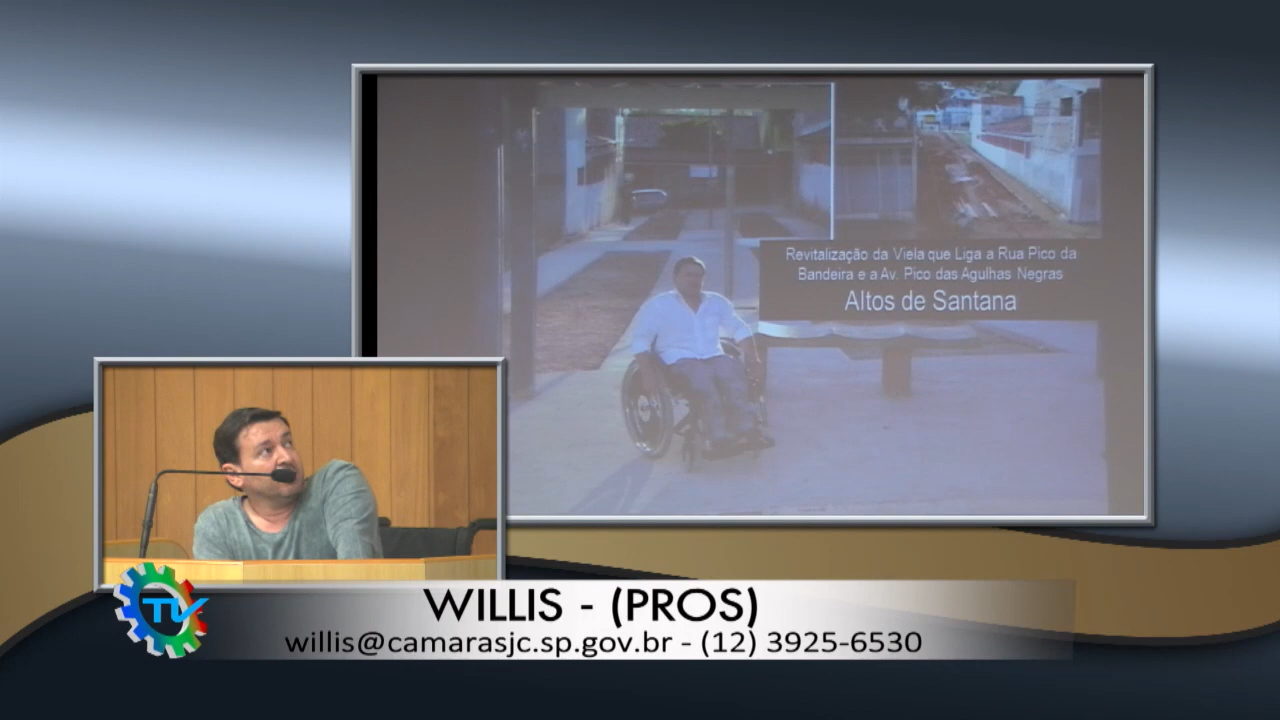 Revitalização da Viela que Liga a Rua Pico da
Bandeira e a Av. Pico das Agulhas Negras
Altos de Santana
TV
WILLIS - (PROS)
willis@camarasjc.sp.gov.br - (12) 3925-6530